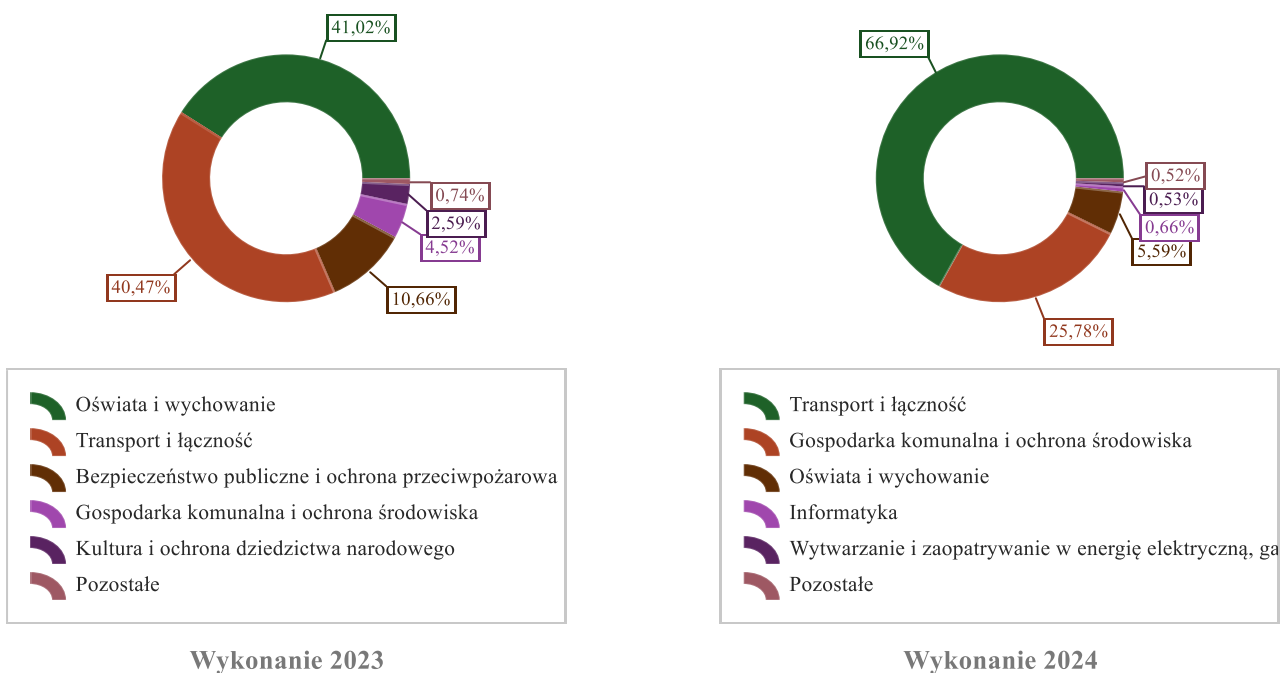 41,02%
0,74%
2,59%
4,52%
10,66%
40,47%
Oświata i wychowanie
Transport i łączność
Bezpieczeństwo publiczne i ochrona przeciwpożarowa
Gospodarka komunalna i ochrona środowiska
Kultura i ochrona dziedzictwa narodowego
Pozostałe
Wykonanie 2023
66,92%
0,52%
0,53%
0,66%
5,59%
25,78%
Transport i łączność
Gospodarka komunalna i ochrona środowiska
Oświata i wychowanie
Informatyka
Wytwarzanie i zaopatrywanie w energię elektryczną, ga
Pozostałe
Wykonanie 2024